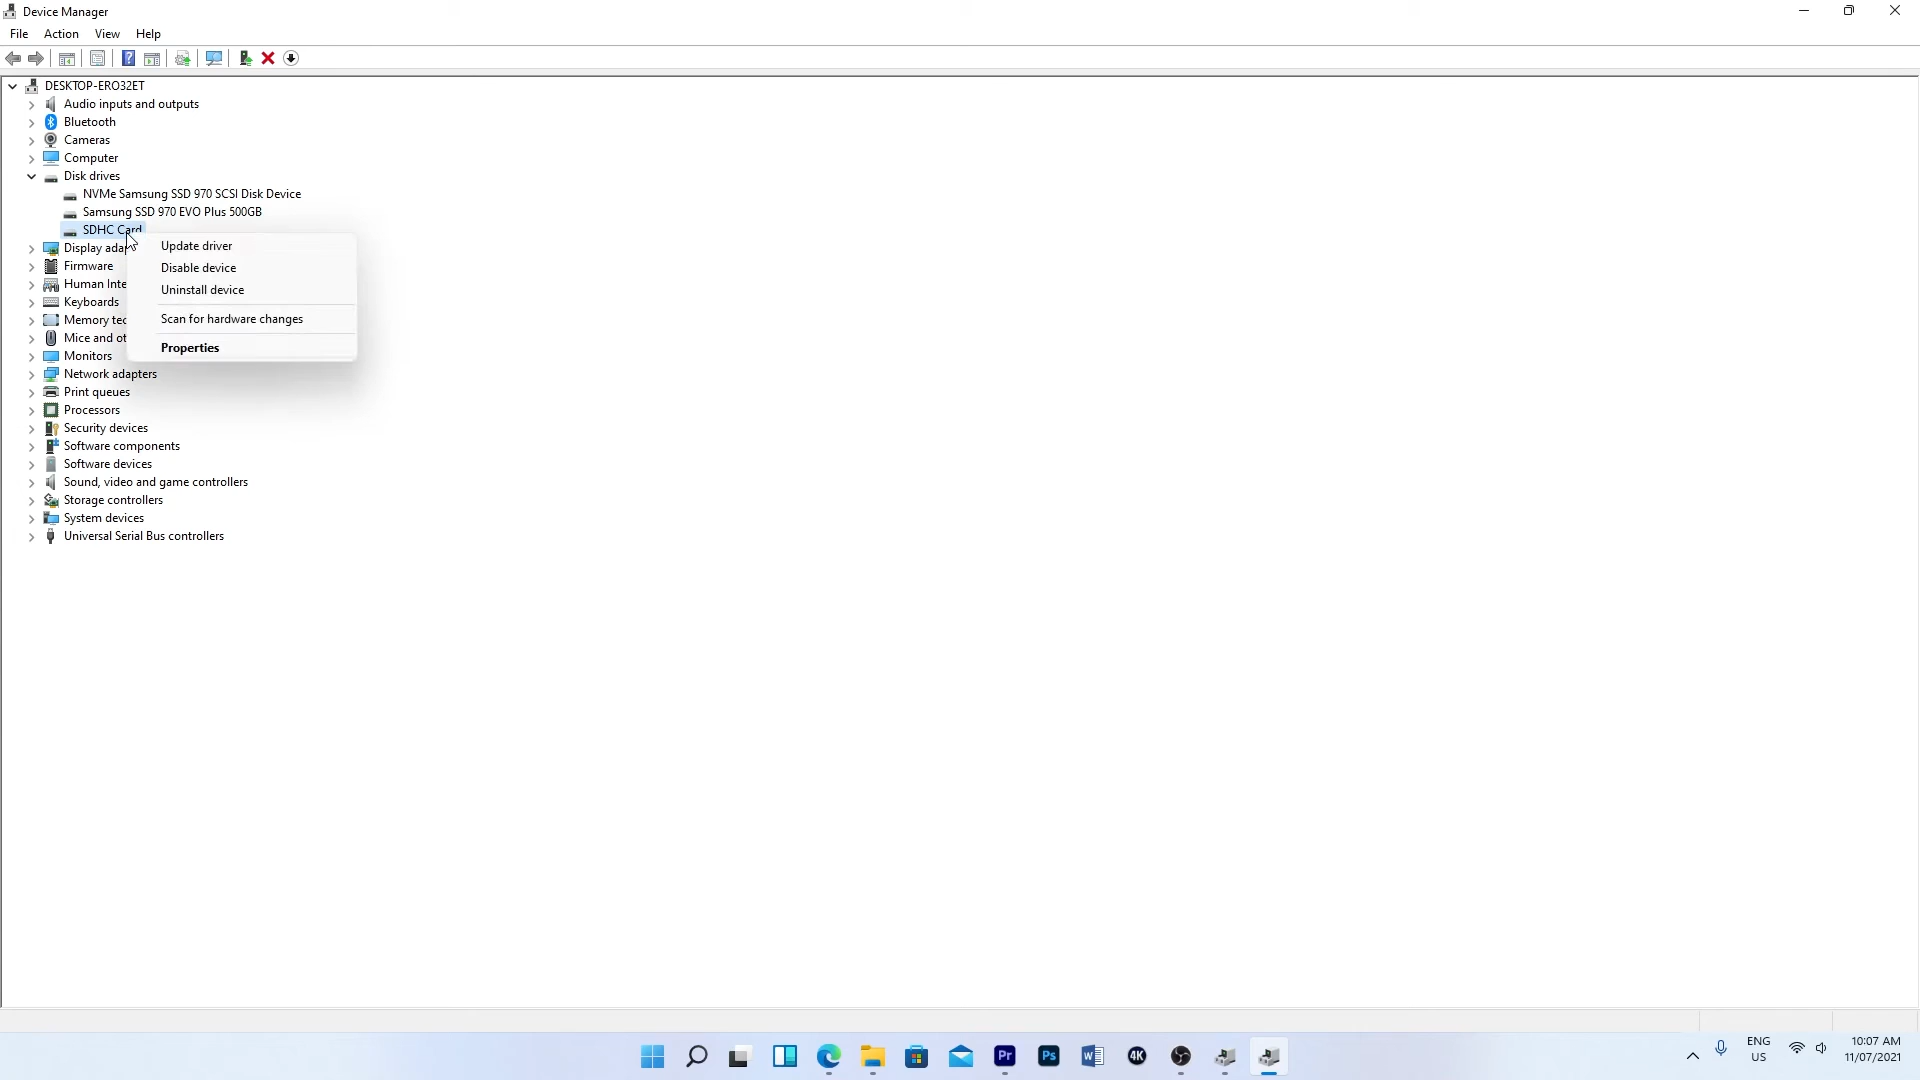 Device Manager
File Action View Help
DESKTOP-ERO32ET
Audio inputs and outputs
Bluetooth
Cameras
Computer
Disk drives
NVMe Samsung SSD 970 SCSI Disk Device
Samsung SSD 970 EVO Plus 500GB
SDHC Card
Display adap
Update driver
Disable device
Firmware
Human Inte
Uninstall device
Keyboards
Memory tec
Scan for hardware changes
Mice and ot
Properties
Monitors
Network adapters
Print queues
Processors
Security devices
Software components
Software devices
Sound, video and game controllers
Storage controllers
System devices
Universal Serial Bus controllers
Pr Ps W 4K
ENG
US
10:07 AM
11/07/2021